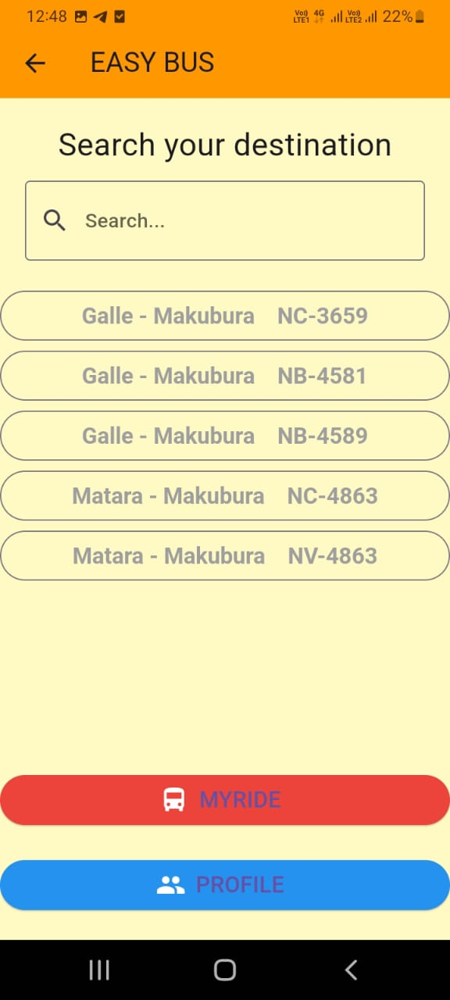 12:48 Vo) LTE1 4G Vo) LTE2 22%
EASY BUS
Search your destination
Search...
Galle - Makubura NC-3659
Galle - Makubura NB-4581
Galle - Makubura NB-4589
Matara - Makubura NC-4863
Matara - Makubura NV-4863
MYRIDE
PROFILE